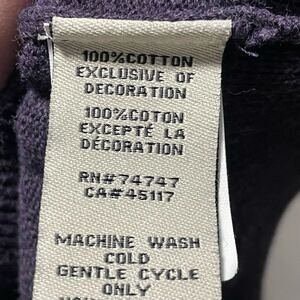 100%COTTON
EXCLUSIVE OF
DECORATION
100%COTON
EXCEPTÉ LA
DÉCORATION
RN#74747
CA#45117
MACHINE WASH
COLD
GENTLE CYCLE
ONLY